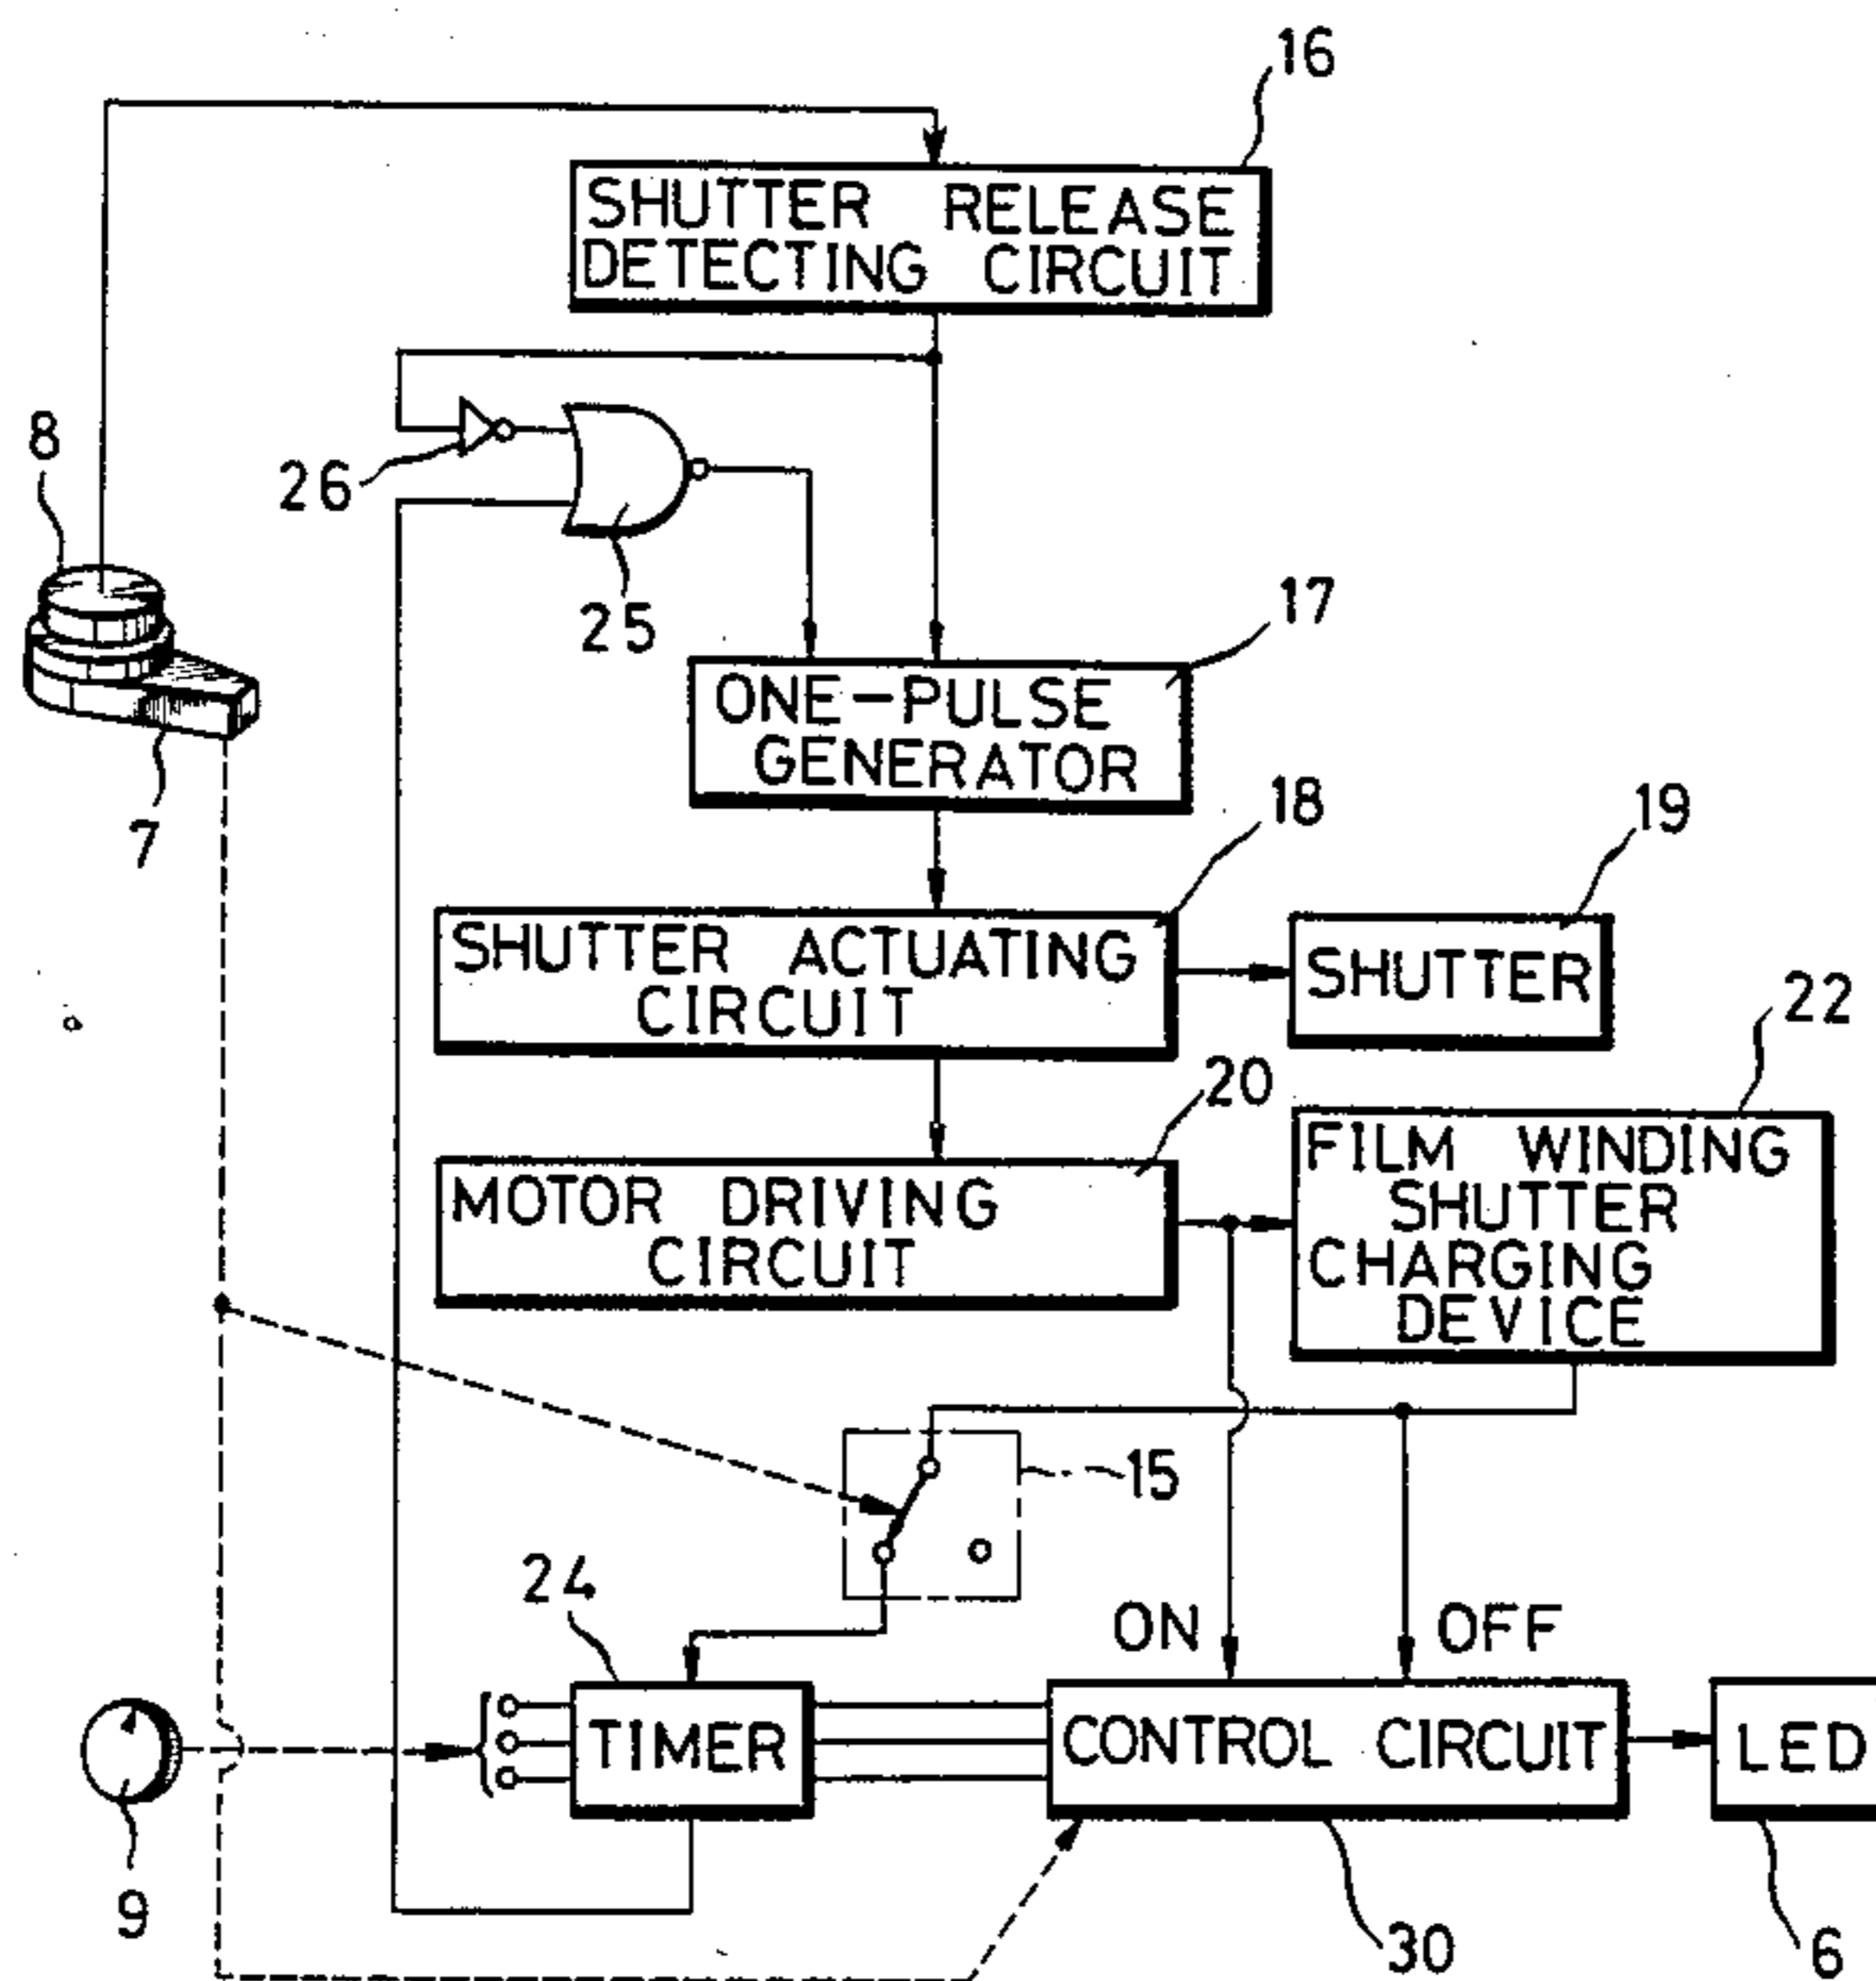 16
SHUTTER RELEASE
DETECTING CIRCUIT
8
26
25
7
17
ONE-PULSE
GENERATOR
18
19
SHUTTER ACTUATING
CIRCUIT
SHUTTER
22
20
MOTOR DRIVING
CIRCUIT
FILM WINDING
SHUTTER
CHARGING
DEVICE
15
24
ON
OFF
TIMER
CONTROL CIRCUIT
LED
9
30
6